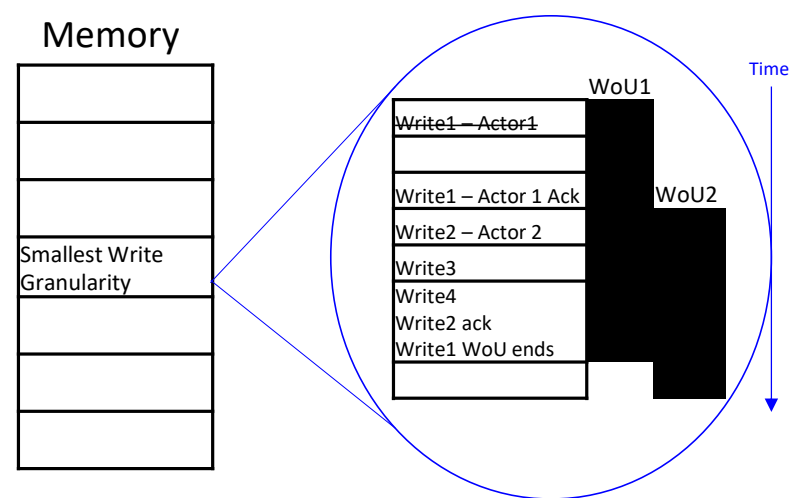 Memory
Smallest Write
Granularity
Time
WoU1
Write1 – Actor1
Write1 – Actor 1 Ack
WoU2
Write2 – Actor 2
Write3
Write4
Write2 ack
Write1 WoU ends